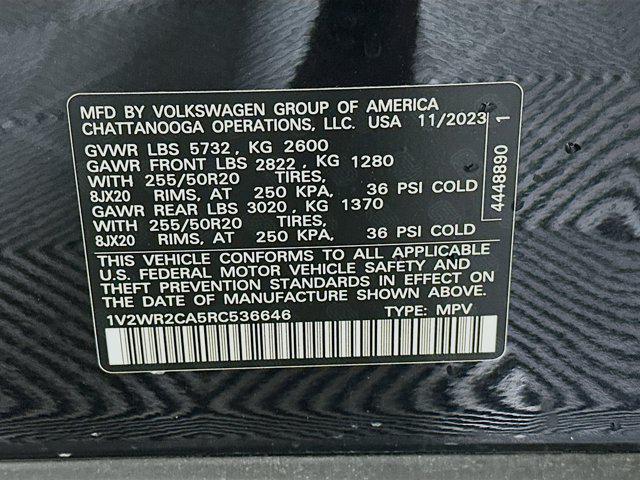 MFD BY VOLKSWAGEN GROUP OF AMERICA
CHATTANOOGA OPERATIONS, LLC. USA 11/2023
GVWR LBS 5732, KG 2600
GAWR FRONT LBS 2822, KG 1280
WITH 255/50R20 TIRES,
8JX20 RIMS, AT 250 KPA, 36 PSI COLD
GAWR REAR LBS 3020, KG 1370
WITH 255/50R20 TIRES,
8JX20 RIMS, AT 250 KPA, 36 PSI COLD
THIS VEHICLE CONFORMS TO ALL APPLICABLE
U.S. FEDERAL MOTOR VEHICLE SAFETY AND
THEFT PREVENTION STANDARDS IN EFFECT ON
DATE OF MANUFACTURE SHOWN ABOVE.
1V2WR2CA5RC536646 TYPE: MPV
4448890 1